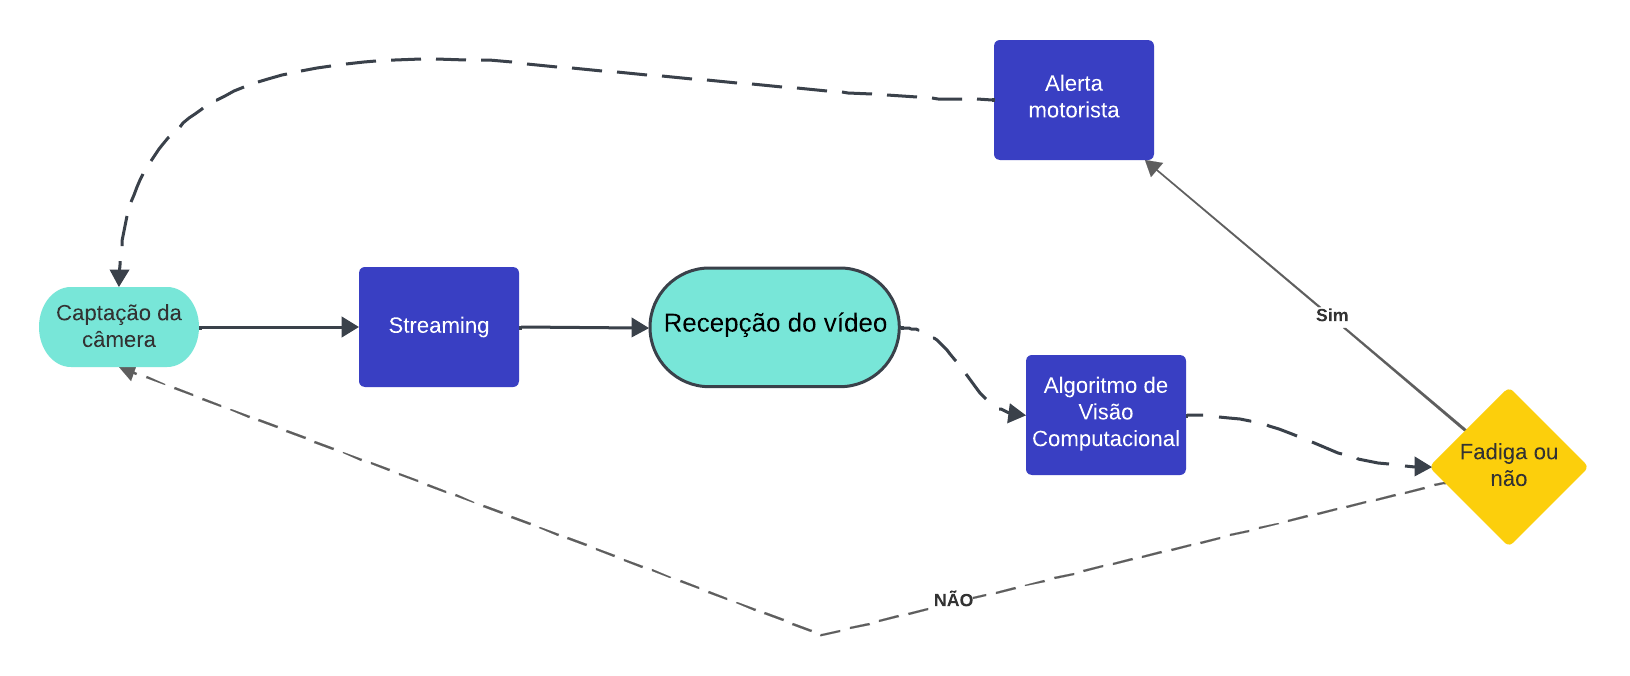 Alerta
motorista
Captação da
câmera
Streaming
Recepção do vídeo
Algoritmo de
Visão
Computacional
Sim
Fadiga ou
não
NÃO